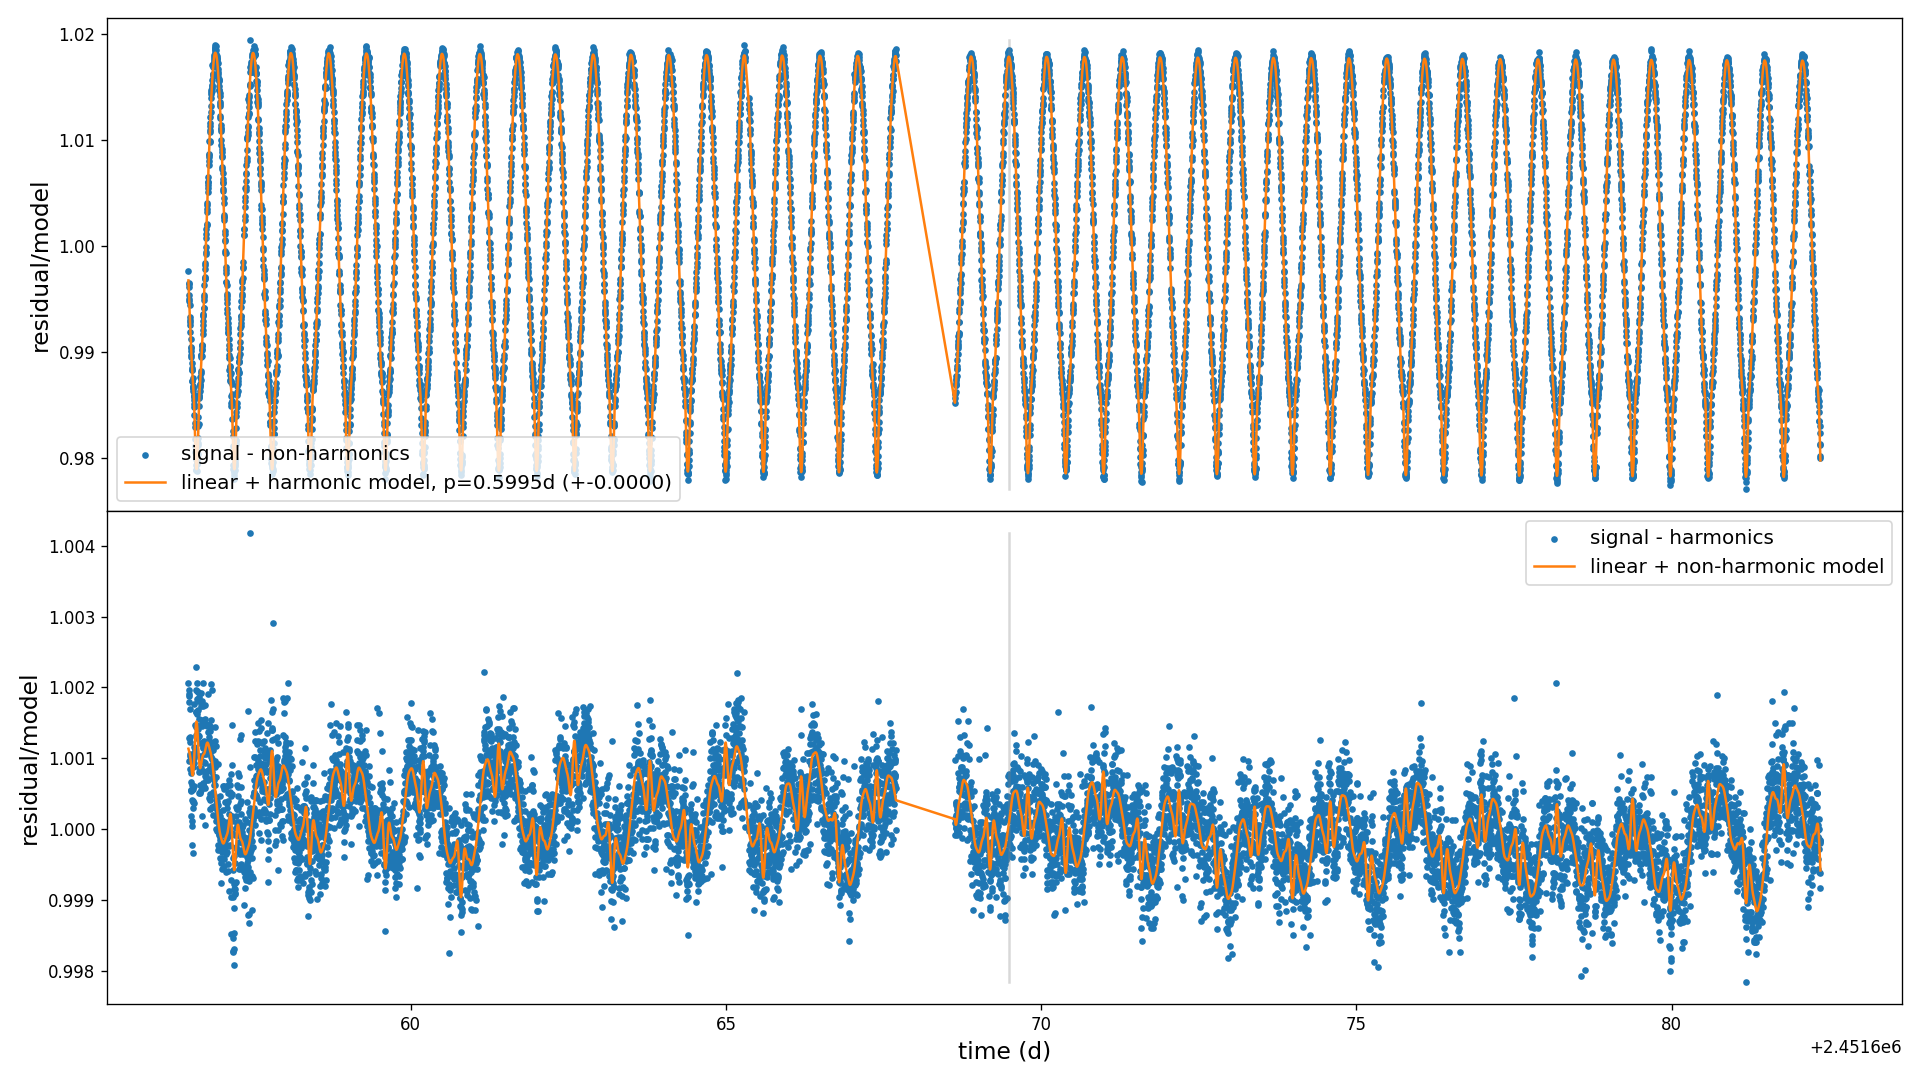 1.02
1.01
1.00
0.99
0.98
residual/model
signal - non-harmonics
linear + harmonic model, p=0.5995d (+-0.0000)
1.004
1.003
1.002
1.001
1.000
0.999
0.998
residual/model
signal - harmonics
linear + non-harmonic model
60
65
70
75
80
time (d)
+2.4516e6